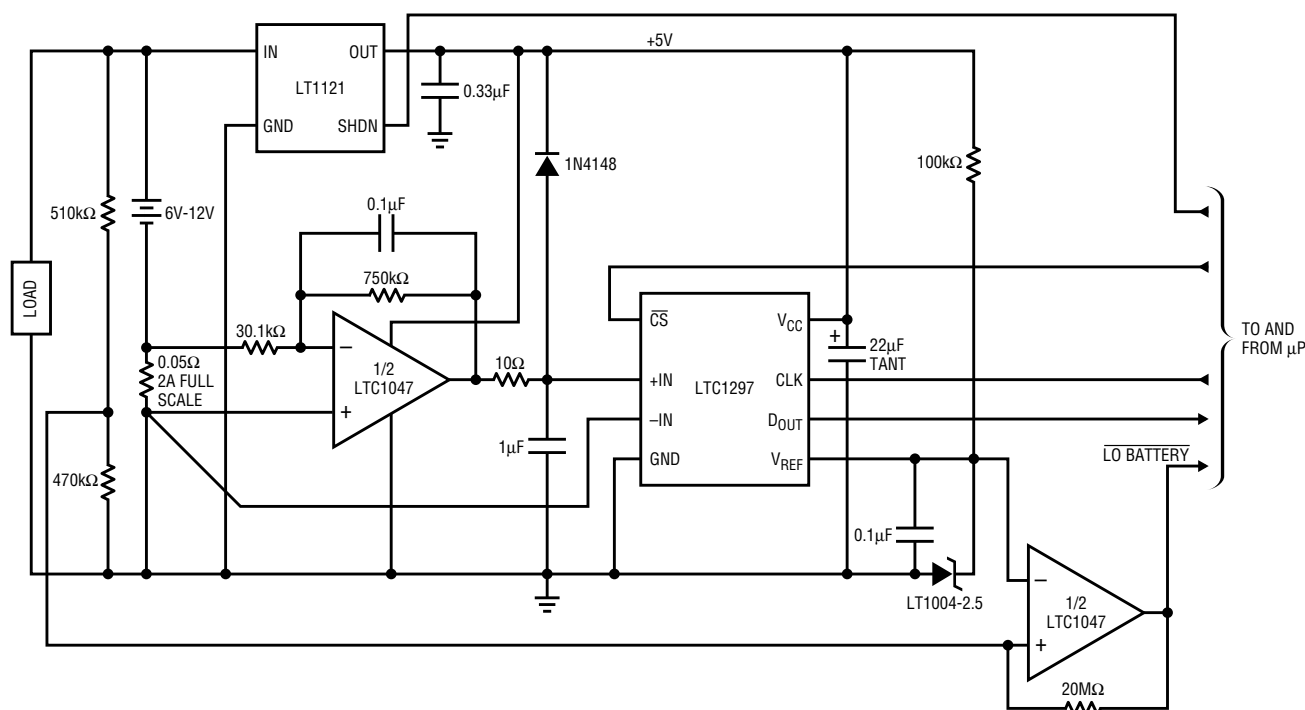 IN
OUT
LT1121
GND
SHDN
+5V
0.33µF
1N4148
100kΩ
510kΩ
6V-12V
0.1µF
750kΩ
LOAD
30.1kΩ
0.05Ω
2A FULL
SCALE
−
+
1/2
LTC1047
10Ω
1µF
470kΩ
CS
+IN
−IN
GND
LTC1297
VCC
CLK
DOUT
VREF
+
22µF
TANT
TO AND
FROM µP
LO BATTERY
0.1µF
LT1004-2.5
−
+
1/2
LTC1047
20MΩ